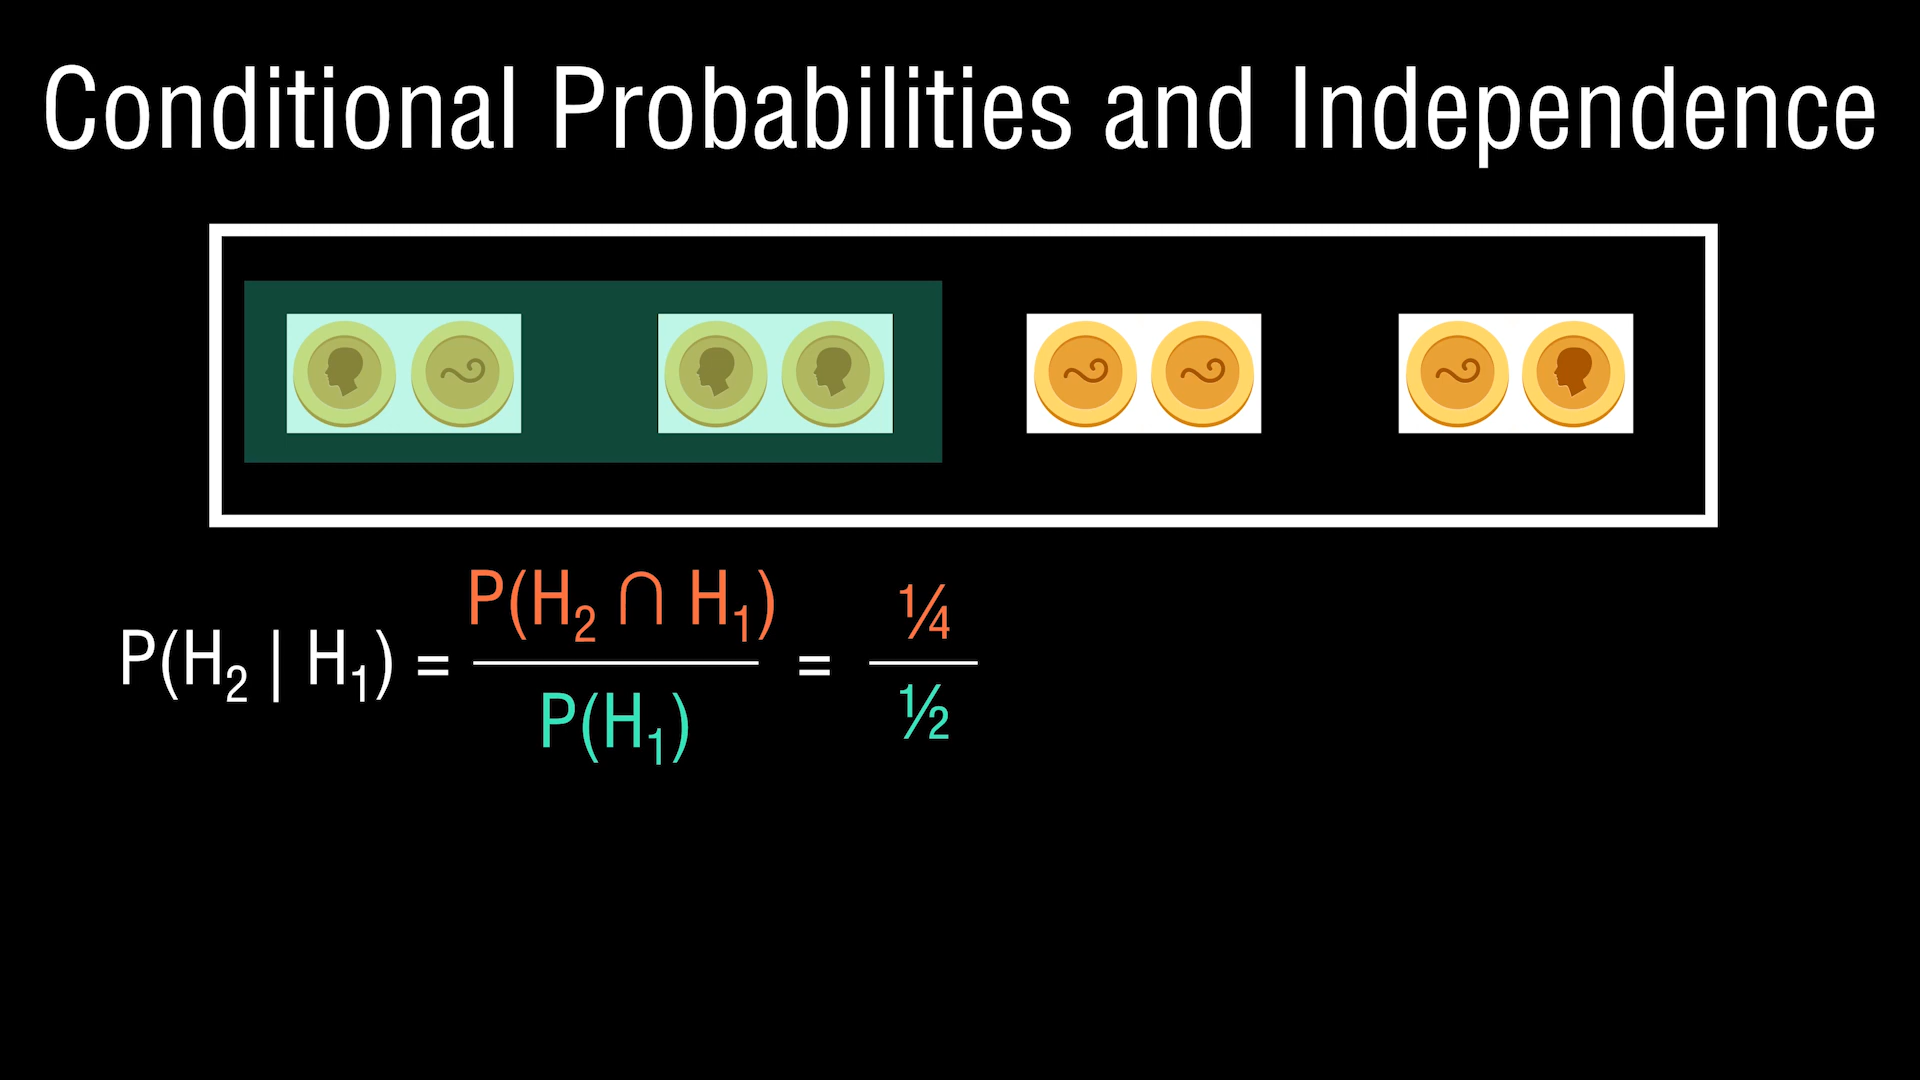 Conditional Probabilities and Independence
P(H₂ ∩ H₁) ¼
P(H₂ | H₁) = =
P(H₁) ½